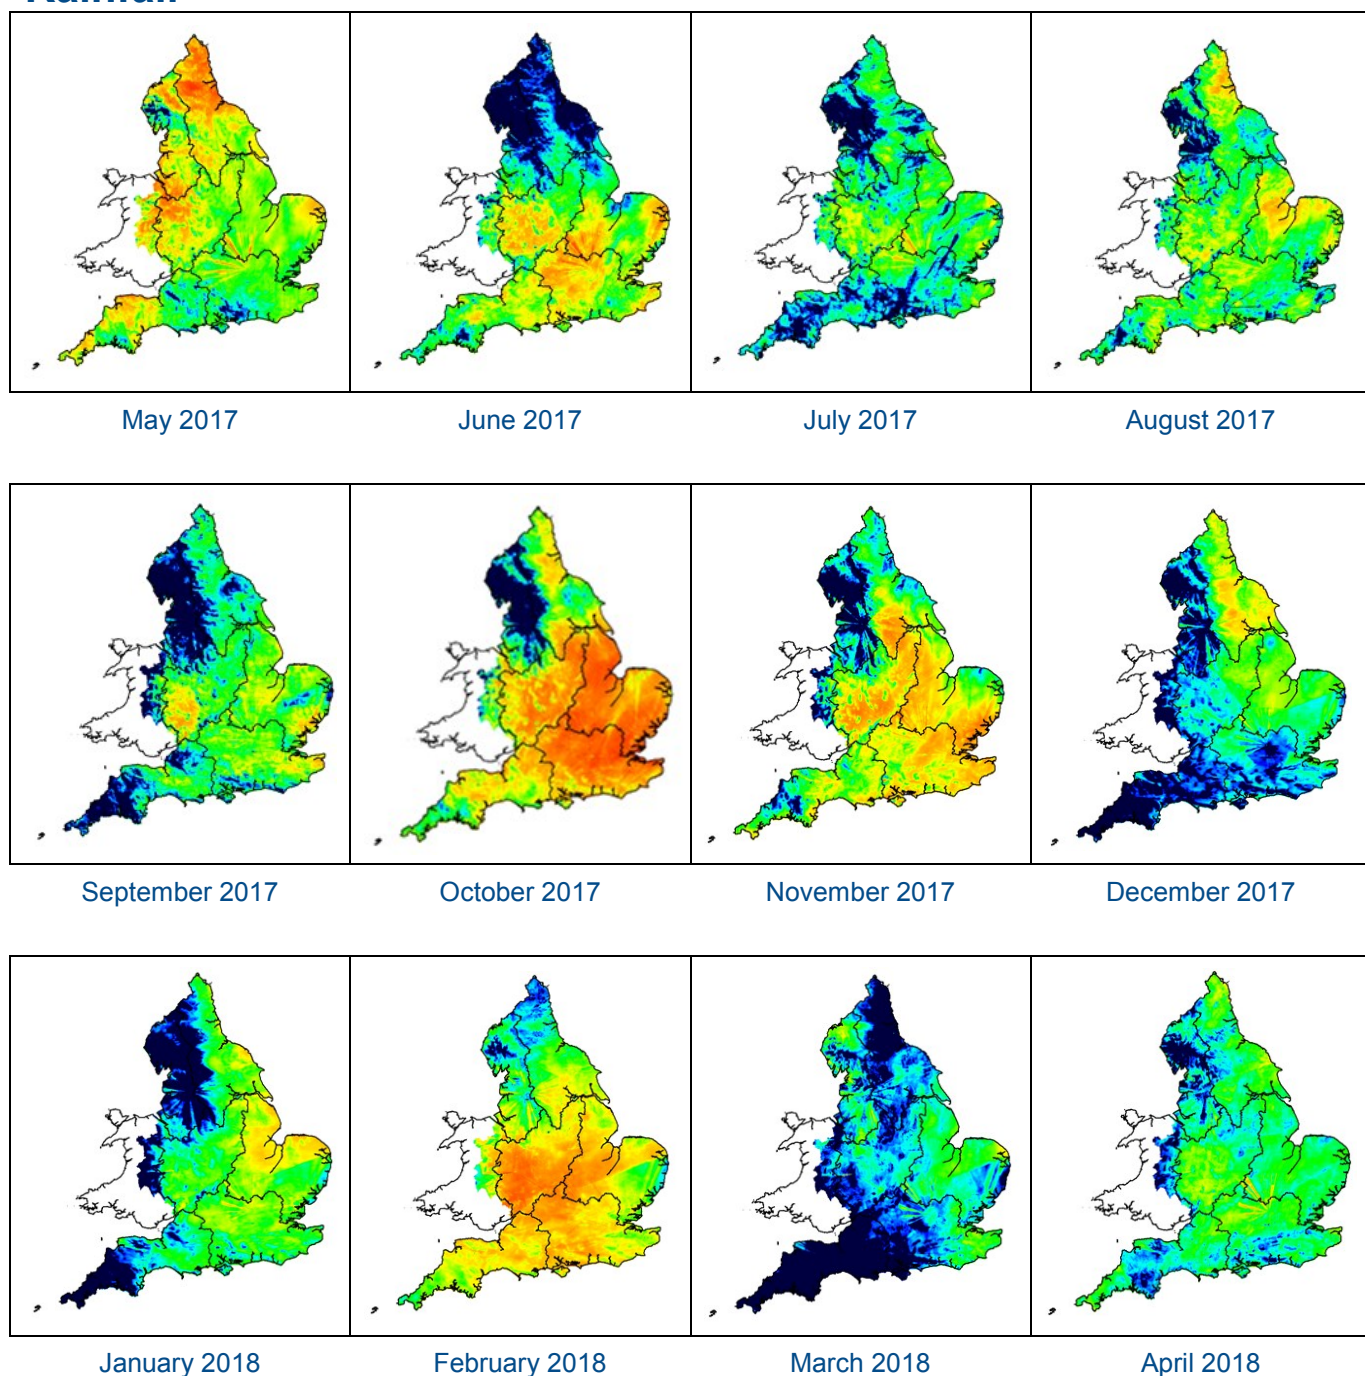 May 2017
June 2017
July 2017
August 2017
September 2017
October 2017
November 2017
December 2017
January 2018
February 2018
March 2018
April 2018